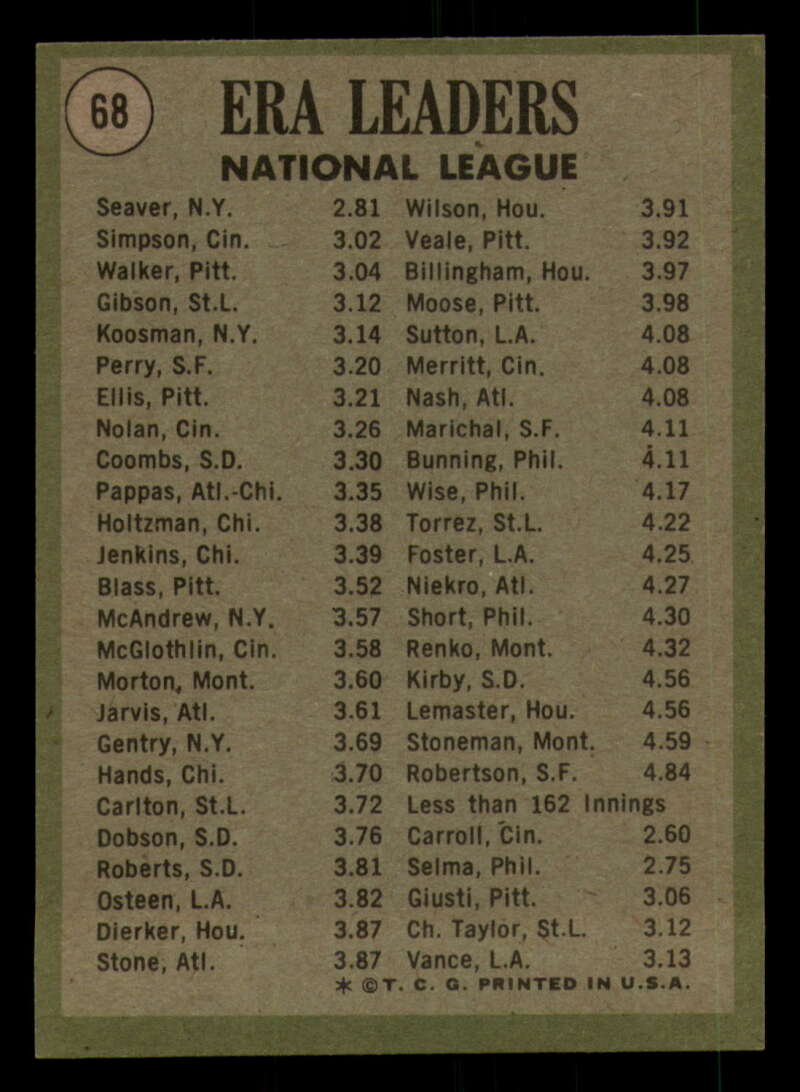 68
ERA LEADERS
NATIONAL LEAGUE
Seaver, N.Y. 2.81 Wilson, Hou. 3.91
Simpson, Cin. 3.02 Veale, Pitt. 3.92
Walker, Pitt. 3.04 Billingham, Hou. 3.97
Gibson, St.L. 3.12 Moose, Pitt. 3.98
Koosman, N.Y. 3.14 Sutton, L.A. 4.08
Perry, S.F. 3.20 Merritt, Cin. 4.08
Ellis, Pitt. 3.21 Nash, Atl. 4.08
Nolan, Cin. 3.26 Marichal, S.F. 4.11
Coombs, S.D. 3.30 Bunning, Phil. 4.11
Pappas, Atl.-Chi. 3.35 Wise, Phil. 4.17
Holtzman, Chi. 3.38 Torrez, St.L. 4.22
Jenkins, Chi. 3.39 Foster, L.A. 4.25
Blass, Pitt. 3.52 Niekro, Atl. 4.27
McAndrew, N.Y. 3.57 Short, Phil. 4.30
McGlothlin, Cin. 3.58 Renko, Mont. 4.32
Morton, Mont. 3.60 Kirby, S.D. 4.56
Jarvis, Atl. 3.61 Lemaster, Hou. 4.56
Gentry, N.Y. 3.69 Stoneman, Mont. 4.59
Hands, Chi. 3.70 Robertson, S.F. 4.84
Carlton, St.L. 3.72 Less than 162 Innings
Dobson, S.D. 3.76 Carroll, Cin. 2.60
Roberts, S.D. 3.81 Selma, Phil. 2.75
Osteen, L.A. 3.82 Giusti, Pitt. 3.06
Dierker, Hou. 3.87 Ch. Taylor, St.L. 3.12
Stone, Atl. 3.87 Vance, L.A. 3.13
* ©T. C. G. PRINTED IN U.S.A.